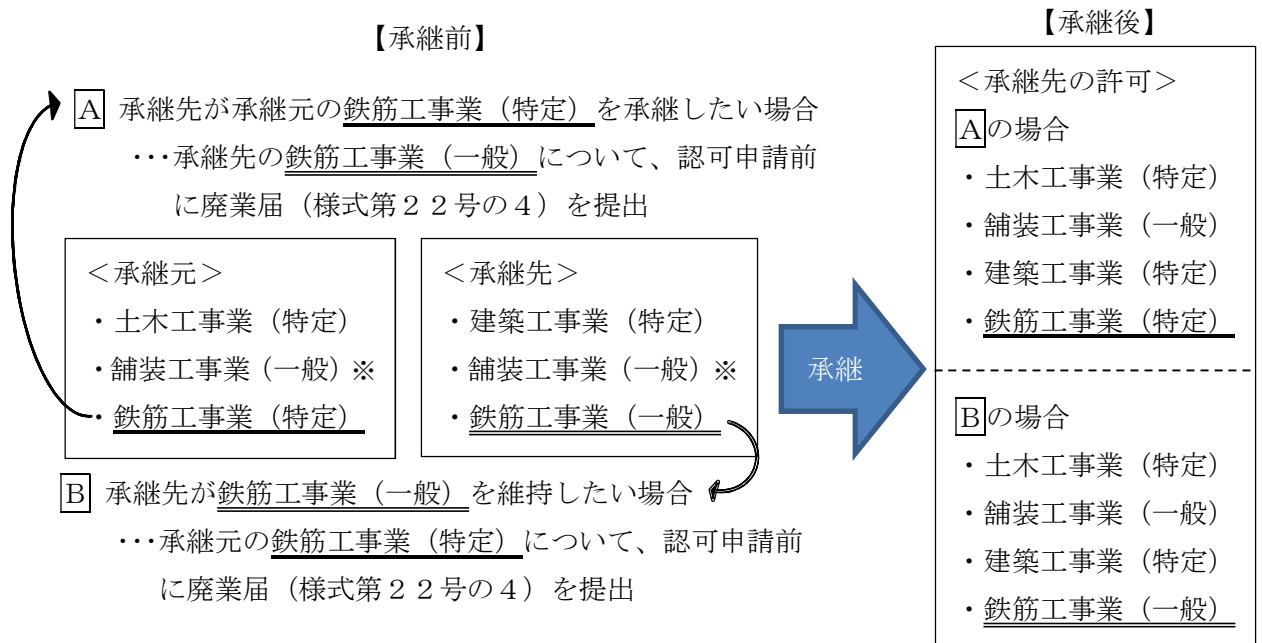 【承継前】
A 承継先が承継元の鉄筋工事業（特定）を承継したい場合
･･･承継先の鉄筋工事業（一般）について、認可申請前
に廃業届（様式第２２号の４）を提出
＜承継元＞
・土木工事業（特定）
・舗装工事業（一般）※
・鉄筋工事業（特定）
＜承継先＞
・建築工事業（特定）
・舗装工事業（一般）※
・鉄筋工事業（一般）
B 承継先が鉄筋工事業（一般）を維持したい場合
･･･承継元の鉄筋工事業（特定）について、認可申請前
に廃業届（様式第２２号の４）を提出
承継
【承継後】
＜承継先の許可＞
Aの場合
・土木工事業（特定）
・舗装工事業（一般）
・建築工事業（特定）
・鉄筋工事業（特定）
Bの場合
・土木工事業（特定）
・舗装工事業（一般）
・建築工事業（特定）
・鉄筋工事業（一般）